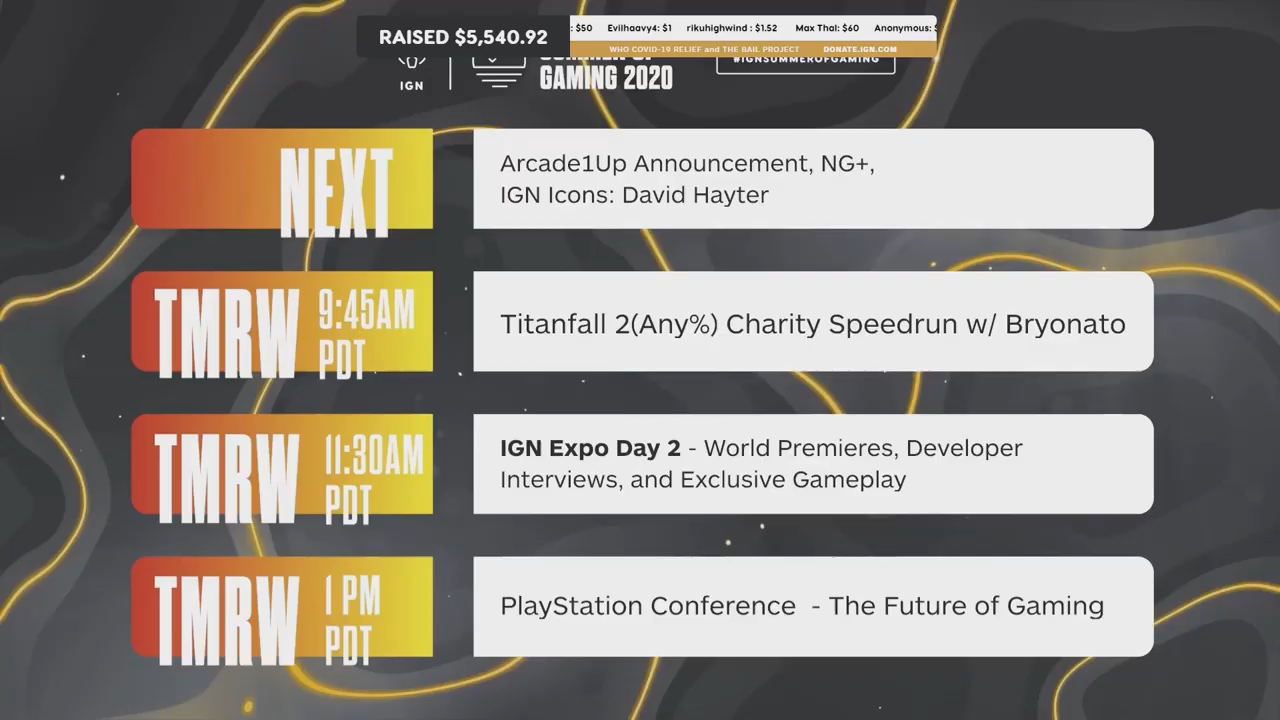 RAISED $5,540.92
: $50 Evilhaavy4: $1 rikuhighwind : $1.52 Max Thal: $60 Anonymous: $
WHO COVID-19 RELIEF and THE BAIL PROJECT DONATE.IGN.COM
IGN
GAMING 2020
#IGNSUMMEROFGAMING
NEXT
Arcade1Up Announcement, NG+,
IGN Icons: David Hayter
TMRW 9:45AM
PDT
Titanfall 2(Any%) Charity Speedrun w/ Bryonato
TMRW 11:30AM
PDT
IGN Expo Day 2 - World Premieres, Developer
Interviews, and Exclusive Gameplay
TMRW 1 PM
PDT
PlayStation Conference - The Future of Gaming